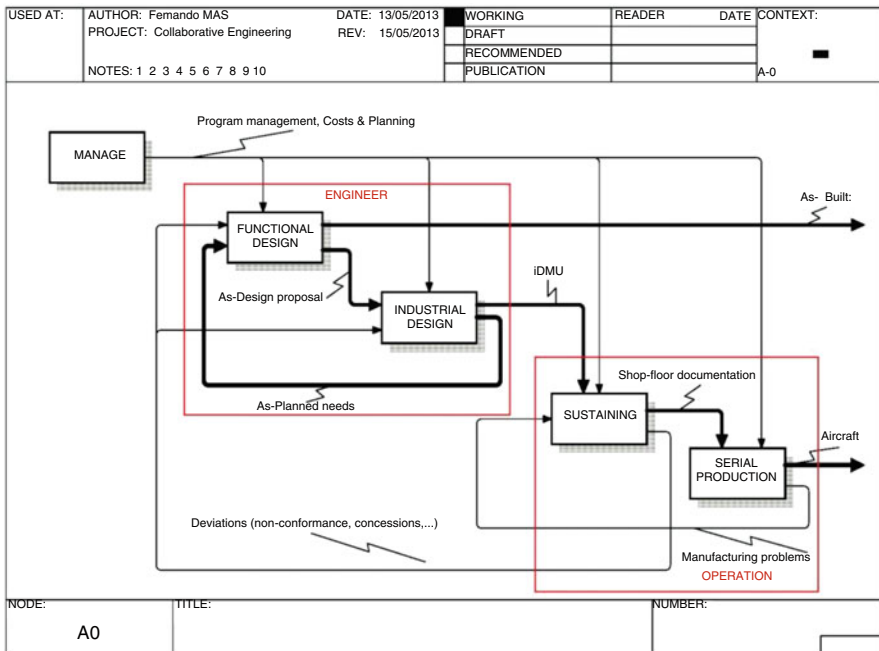 USED AT:
AUTHOR: Femando MAS
DATE: 13/05/2013
WORKING
READER
DATE
CONTEXT:
PROJECT: Collaborative Engineering
REV: 15/05/2013
DRAFT
RECOMMENDED
NOTES: 1 2 3 4 5 6 7 8 9 10
PUBLICATION
A-0
Program management, Costs & Planning
MANAGE
ENGINEER
As- Built:
FUNCTIONAL
DESIGN
iDMU
As-Design proposal
INDUSTRIAL
DESIGN
Shop-floor documentation
As-Planned needs
SUSTAINING
Aircraft
SERIAL
PRODUCTION
Deviations (non-conformance, concessions,...)
Manufacturing problems
OPERATION
NODE:
TITLE:
NUMBER:
A0